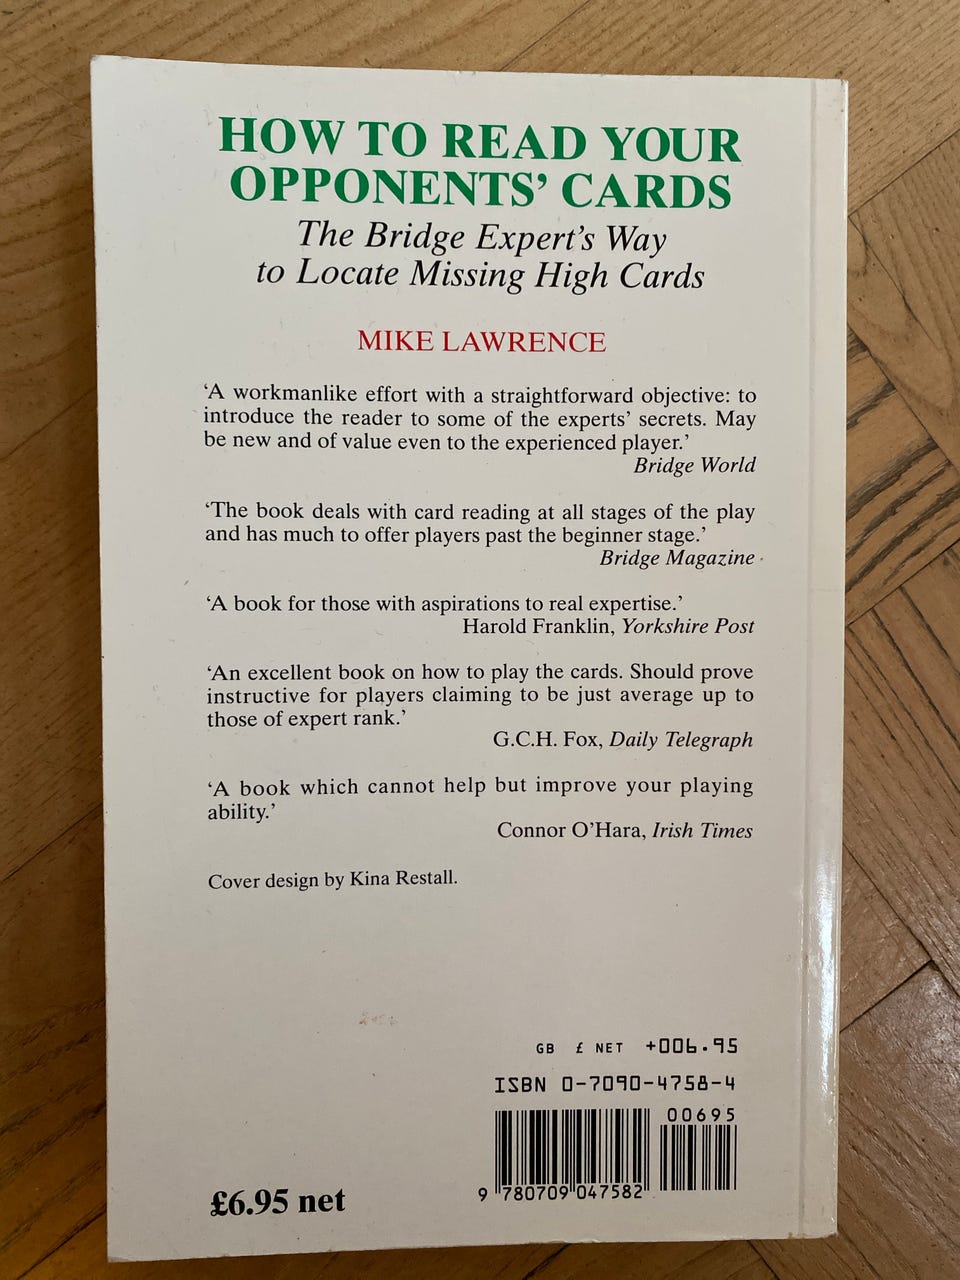 HOW TO READ YOUR
OPPONENTS’ CARDS
The Bridge Expert’s Way
to Locate Missing High Cards
MIKE LAWRENCE
‘A workmanlike effort with a straightforward objective: to
introduce the reader to some of the experts’ secrets. May
be new and of value even to the experienced player.’
Bridge World
‘The book deals with card reading at all stages of the play
and has much to offer players past the beginner stage.’
Bridge Magazine
‘A book for those with aspirations to real expertise.’
Harold Franklin, Yorkshire Post
‘An excellent book on how to play the cards. Should prove
instructive for players claiming to be just average up to
those of expert rank.’
G.C.H. Fox, Daily Telegraph
‘A book which cannot help but improve your playing
ability.’
Connor O’Hara, Irish Times
Cover design by Kina Restall.
GB £ NET +006.95
ISBN 0-7090-4758-4
00695
9 780709 047582
£6.95 net